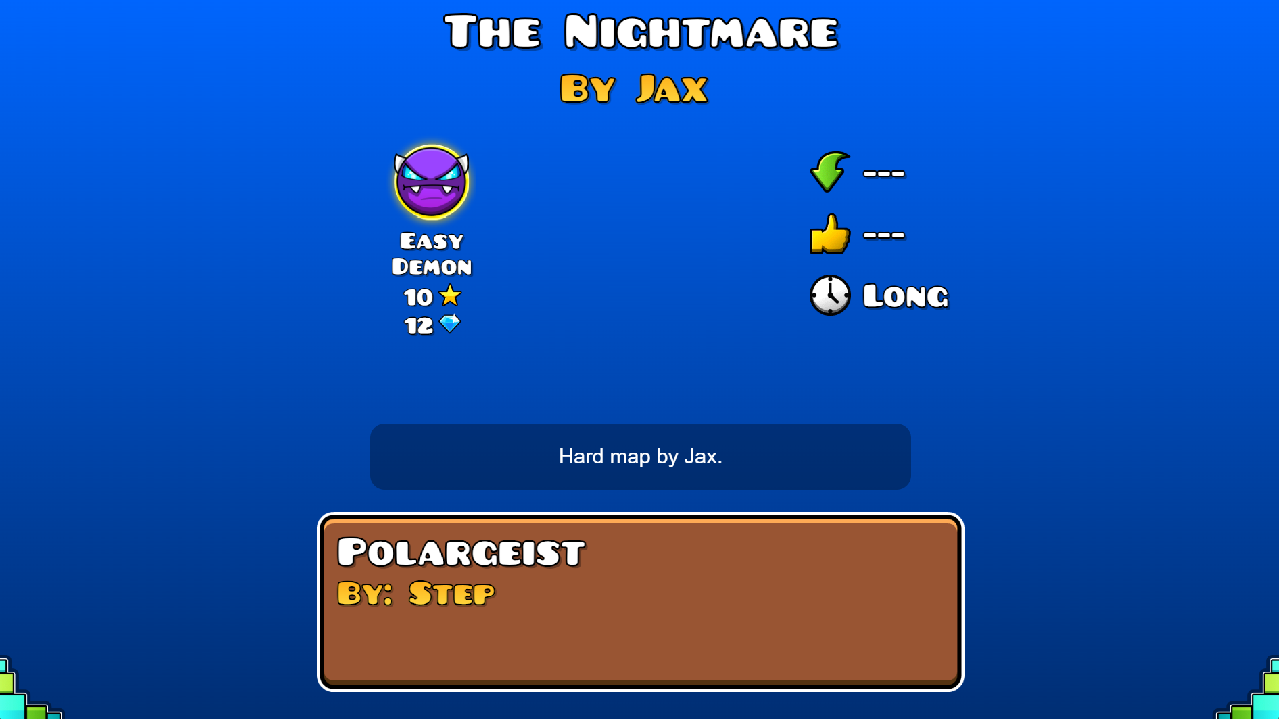 The Nightmare
By Jax
Easy
Demon
10
12
---
---
Long
Hard map by Jax.
Polargeist
By: Step